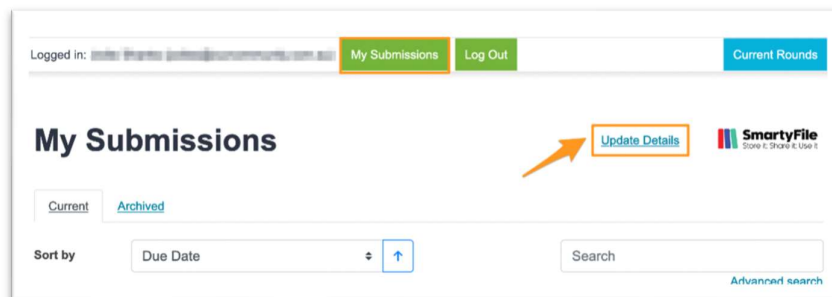 Logged in: My Submissions Log Out Current Rounds
My Submissions
Update Details
SmartyFile
Store it: Share it: Use it
Current Archived
Sort by Due Date Search
Advanced search